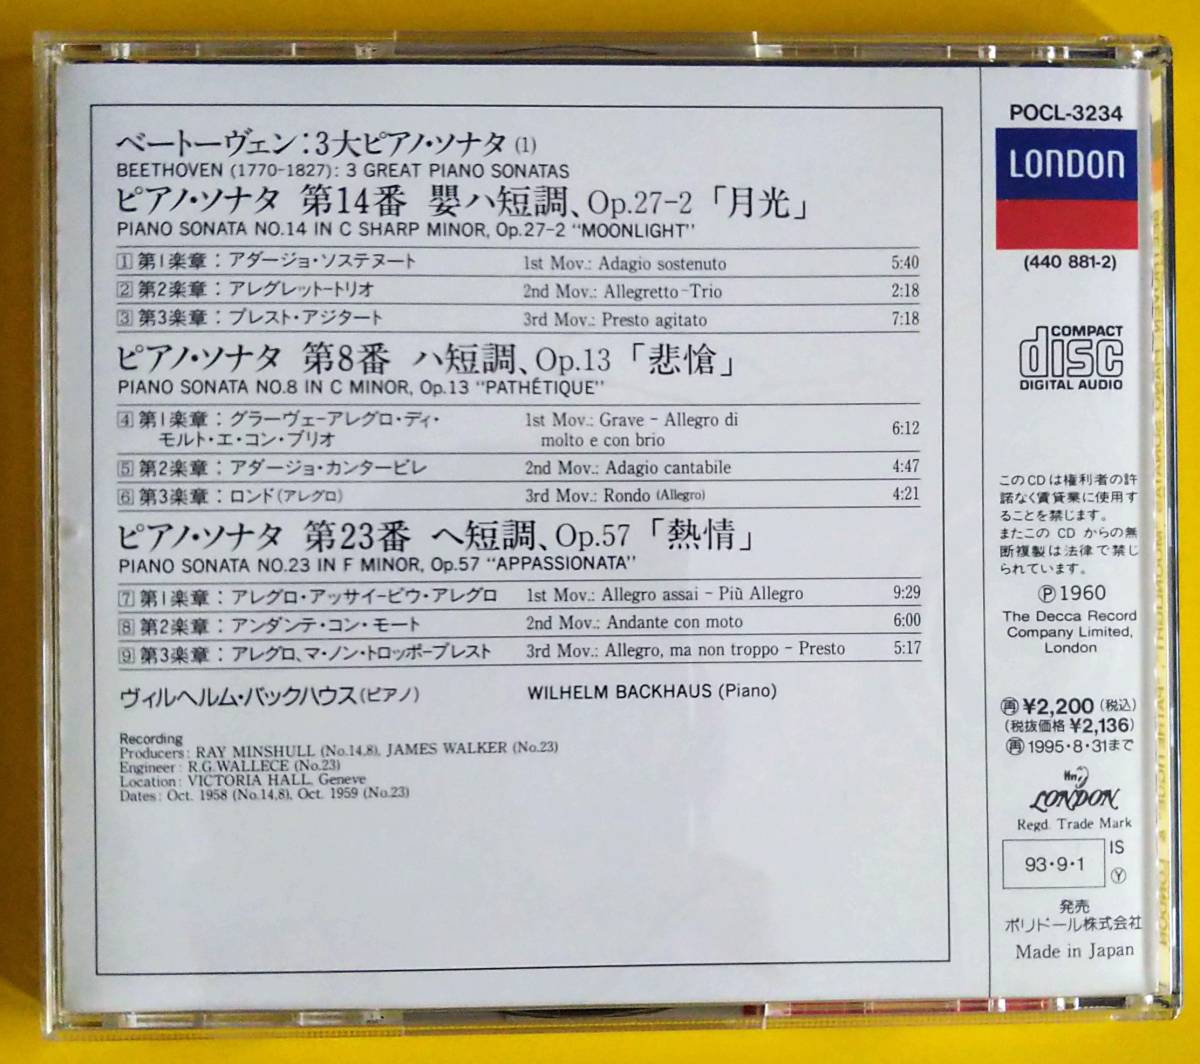 ベートーヴェン：3大ピアノ・ソナタ(1)
BEETHOVEN (1770-1827): 3 GREAT PIANO SONATAS
ピアノ・ソナタ 第14番 嬰ハ短調、Op.27-2「月光」
PIANO SONATA NO.14 IN C SHARP MINOR, Op.27-2 "MOONLIGHT"
1 第1楽章：アダージョ・ソステヌート 1st Mov.: Adagio sostenuto 5:40
2 第2楽章：アレグレット－トリオ 2nd Mov.: Allegretto-Trio 2:18
3 第3楽章：プレスト・アジタート 3rd Mov.: Presto agitato 7:18
ピアノ・ソナタ 第8番 ハ短調、Op.13「悲愴」
PIANO SONATA NO.8 IN C MINOR, Op.13 "PATHÉTIQUE"
4 第1楽章：グラーヴェ－アレグロ・ディ・ 1st Mov.: Grave - Allegro di
モルト・エ・コン・ブリオ molto e con brio 6:12
5 第2楽章：アダージョ・カンタービレ 2nd Mov.: Adagio cantabile 4:47
6 第3楽章：ロンド(アレグロ) 3rd Mov.: Rondo (Allegro) 4:21
ピアノ・ソナタ 第23番 ヘ短調、Op.57「熱情」
PIANO SONATA NO.23 IN F MINOR, Op.57 "APPASSIONATA"
7 第1楽章：アレグロ・アッサイ－ピウ・アレグロ 1st Mov.: Allegro assai - Più Allegro 9:29
8 第2楽章：アンダンテ・コン・モート 2nd Mov.: Andante con moto 6:00
9 第3楽章：アレグロ、マ・ノン・トロッポ－プレスト 3rd Mov.: Allegro, ma non troppo - Presto 5:17
ヴィルヘルム・バックハウス(ピアノ) WILHELM BACKHAUS (Piano)
Recording
Producers: RAY MINSHULL (No.14,8), JAMES WALKER (No.23)
Engineer: R.G.WALLECE (No.23)
Location: VICTORIA HALL, Geneve
Dates: Oct. 1958 (No.14,8), Oct. 1959 (No.23)
POCL-3234
LONDON
(440 881-2)
COMPACT
disc
DIGITAL AUDIO
このCDは権利者の許
諾なく賃貸業に使用す
ることを禁じます。
またこの CD からの無
断複製は法律で禁じ
られています。
Ⓟ1960
The Decca Record
Company Limited,
London
㊢¥2,200(税込)
(税抜価格 ¥2,136)
㊢1995・8・31まで
LONDON
Regd. Trade Mark
93・9・1
IS
Ⓨ
発売
ポリドール株式会社
Made in Japan